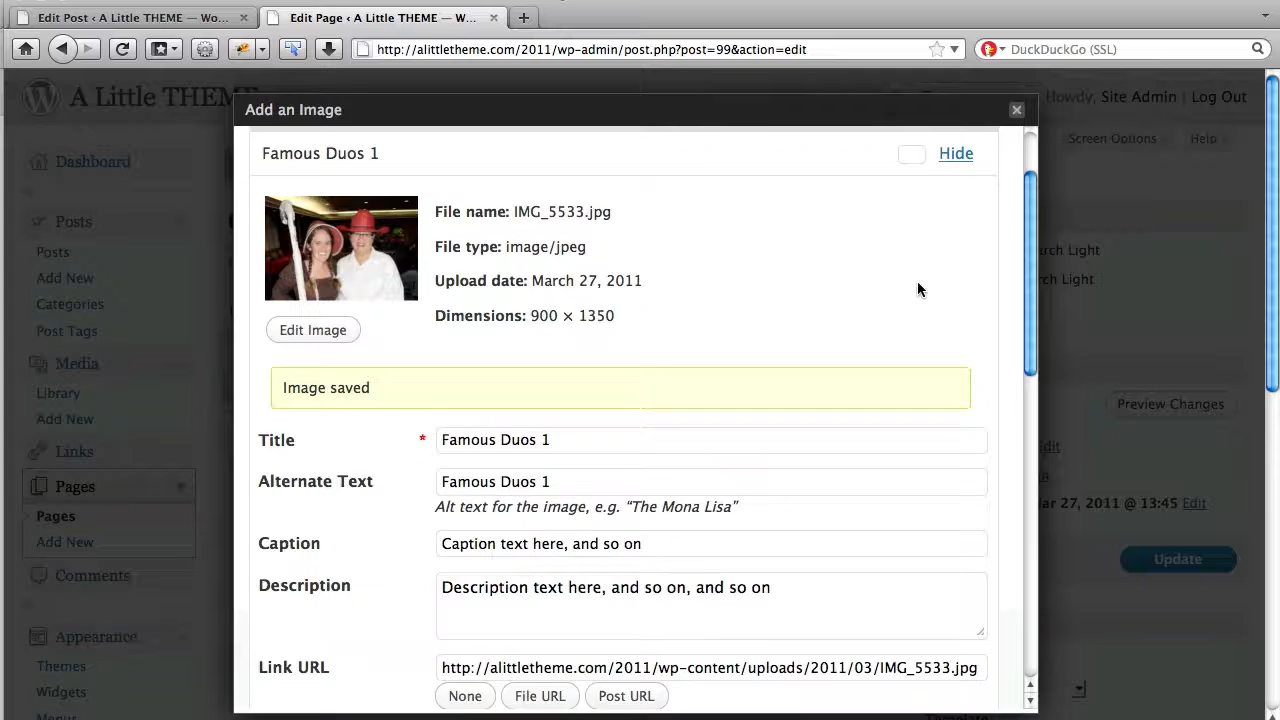 Edit Post ‹ A Little THEME — Wo...
Edit Page ‹ A Little THEME — W...
http://alittletheme.com/2011/wp-admin/post.php?post=99&action=edit
DuckDuckGo (SSL)
A Little THEME
Howdy, Site Admin | Log Out
Add an Image
Screen Options
Help
Dashboard
Posts
Posts
Add New
Categories
Post Tags
Media
Library
Add New
Links
Pages
Pages
Add New
Comments
Appearance
Themes
Widgets
Famous Duos 1
Hide
File name: IMG_5533.jpg
File type: image/jpeg
Upload date: March 27, 2011
Dimensions: 900 × 1350
Edit Image
Image saved
Title * Famous Duos 1
Alternate Text Famous Duos 1
Alt text for the image, e.g. “The Mona Lisa”
Caption Caption text here, and so on
Description Description text here, and so on, and so on
Link URL http://alittletheme.com/2011/wp-content/uploads/2011/03/IMG_5533.jpg
None File URL Post URL
Light
Light
Preview Changes
Edit
2011 @ 13:45 Edit
Update